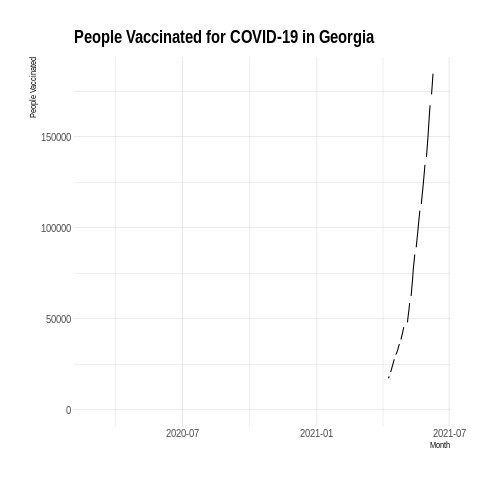 People Vaccinated for COVID-19 in Georgia
People Vaccinated
150000
100000
50000
0
2020-07 2021-01 2021-07
Month